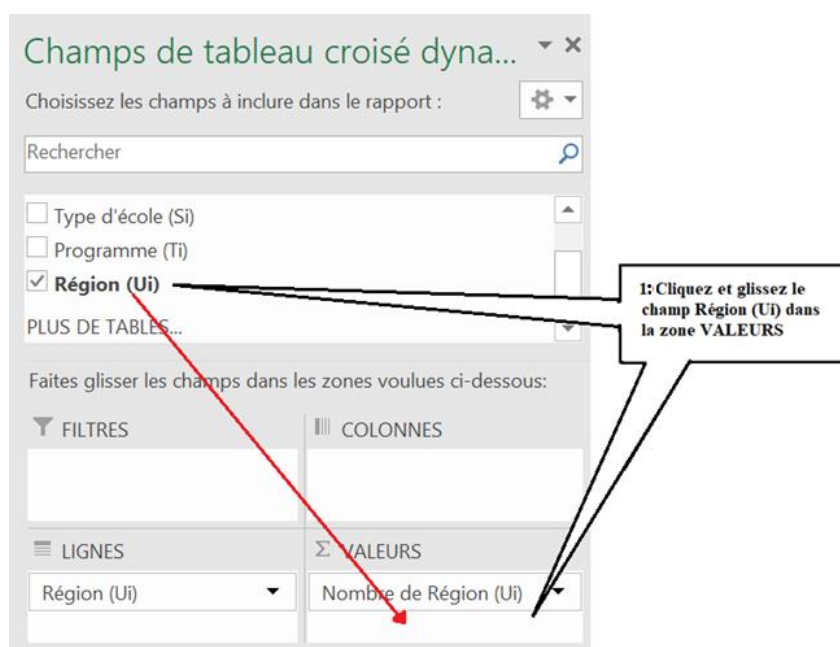 Champs de tableau croisé dyna...
Choisissez les champs à inclure dans le rapport :
Rechercher
Type d'école (Si)
Programme (Ti)
Région (Ui)
PLUS DE TABLES...
1: Cliquez et glissez le
champ Région (Ui) dans
la zone VALEURS
Faites glisser les champs dans les zones voulues ci-dessous:
FILTRES
COLONNES
LIGNES
Σ VALEURS
Région (Ui)
Nombre de Région (Ui)